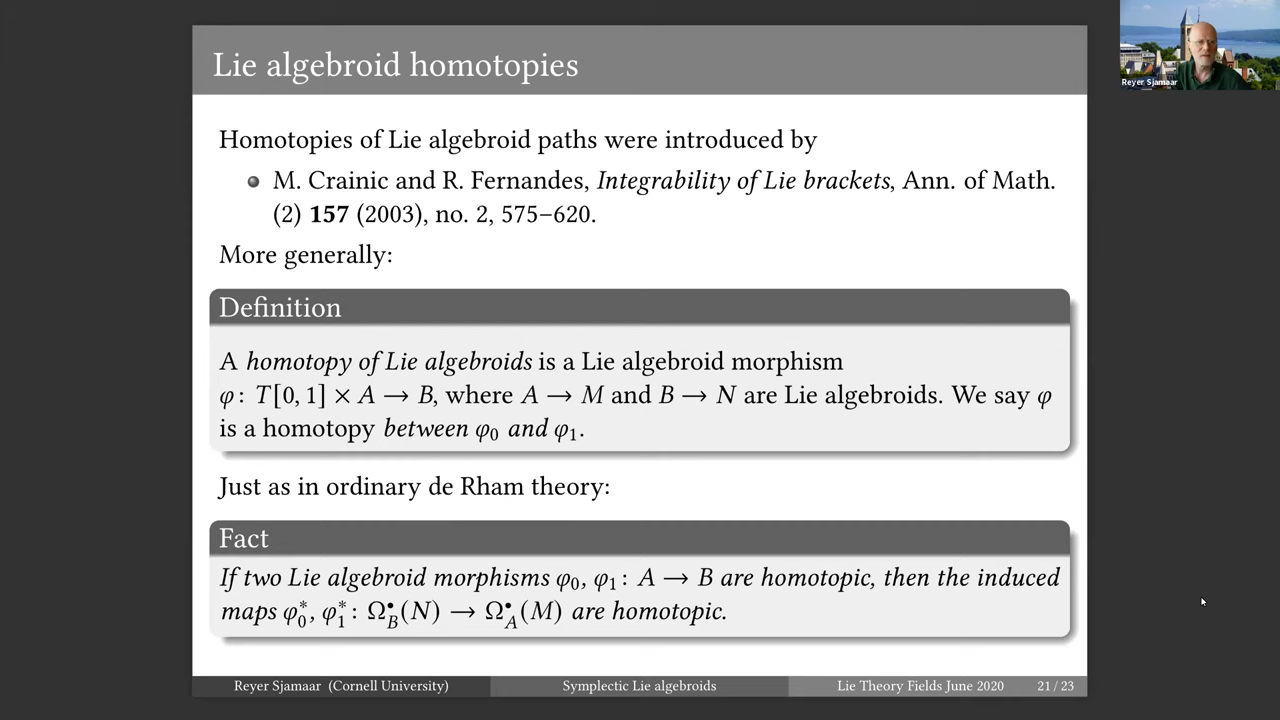 Lie algebroid homotopies
Reyer Sjamaar
Homotopies of Lie algebroid paths were introduced by
M. Crainic and R. Fernandes, Integrability of Lie brackets, Ann. of Math.
(2) 157 (2003), no. 2, 575–620.
More generally:
Definition
A homotopy of Lie algebroids is a Lie algebroid morphism
φ: T[0, 1] × A → B, where A → M and B → N are Lie algebroids. We say φ
is a homotopy between φ₀ and φ₁.
Just as in ordinary de Rham theory:
Fact
If two Lie algebroid morphisms φ₀, φ₁: A → B are homotopic, then the induced
maps φ₀*, φ₁*: Ω_B^•(N) → Ω_A^•(M) are homotopic.
Reyer Sjamaar (Cornell University) Symplectic Lie algebroids Lie Theory Fields June 2020 21 / 23